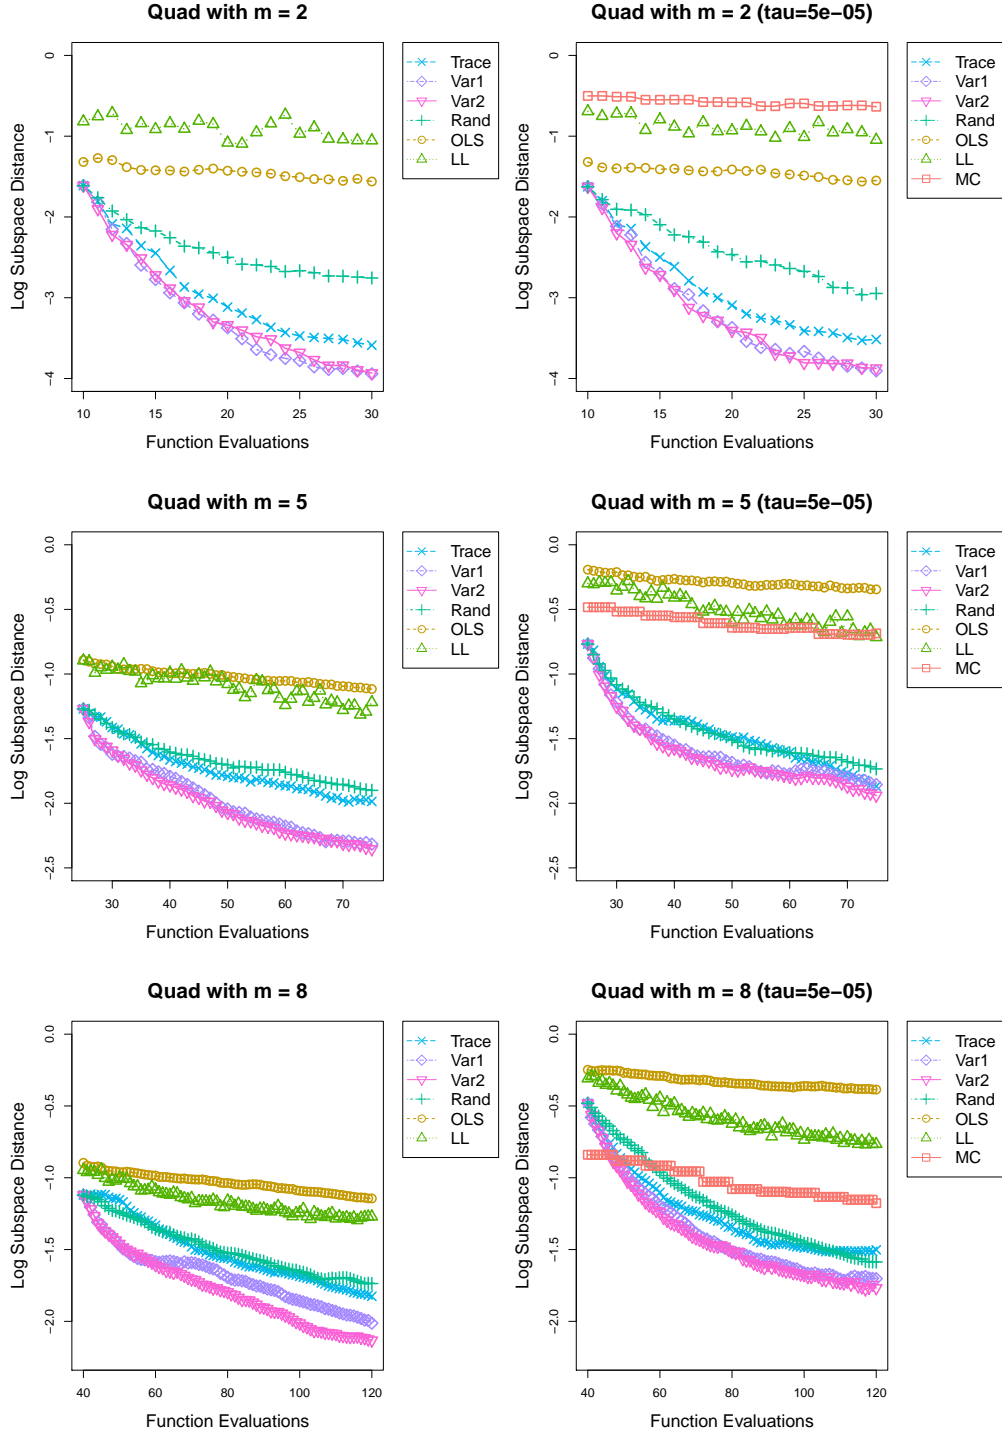 Quad with m = 2
Log Subspace Distance
0
−1
−2
−3
−4
10 15 20 25 30
Function Evaluations
Trace
Var1
Var2
Rand
OLS
LL
Quad with m = 2 (tau=5e−05)
Log Subspace Distance
0
−1
−2
−3
−4
10 15 20 25 30
Function Evaluations
Trace
Var1
Var2
Rand
OLS
LL
MC
Quad with m = 5
Log Subspace Distance
0.0
−0.5
−1.0
−1.5
−2.0
−2.5
30 40 50 60 70
Function Evaluations
Trace
Var1
Var2
Rand
OLS
LL
Quad with m = 5 (tau=5e−05)
Log Subspace Distance
0.0
−0.5
−1.0
−1.5
−2.0
−2.5
30 40 50 60 70
Function Evaluations
Trace
Var1
Var2
Rand
OLS
LL
MC
Quad with m = 8
Log Subspace Distance
0.0
−0.5
−1.0
−1.5
−2.0
40 60 80 100 120
Function Evaluations
Trace
Var1
Var2
Rand
OLS
LL
Quad with m = 8 (tau=5e−05)
Log Subspace Distance
0.0
−0.5
−1.0
−1.5
−2.0
40 60 80 100 120
Function Evaluations
Trace
Var1
Var2
Rand
OLS
LL
MC